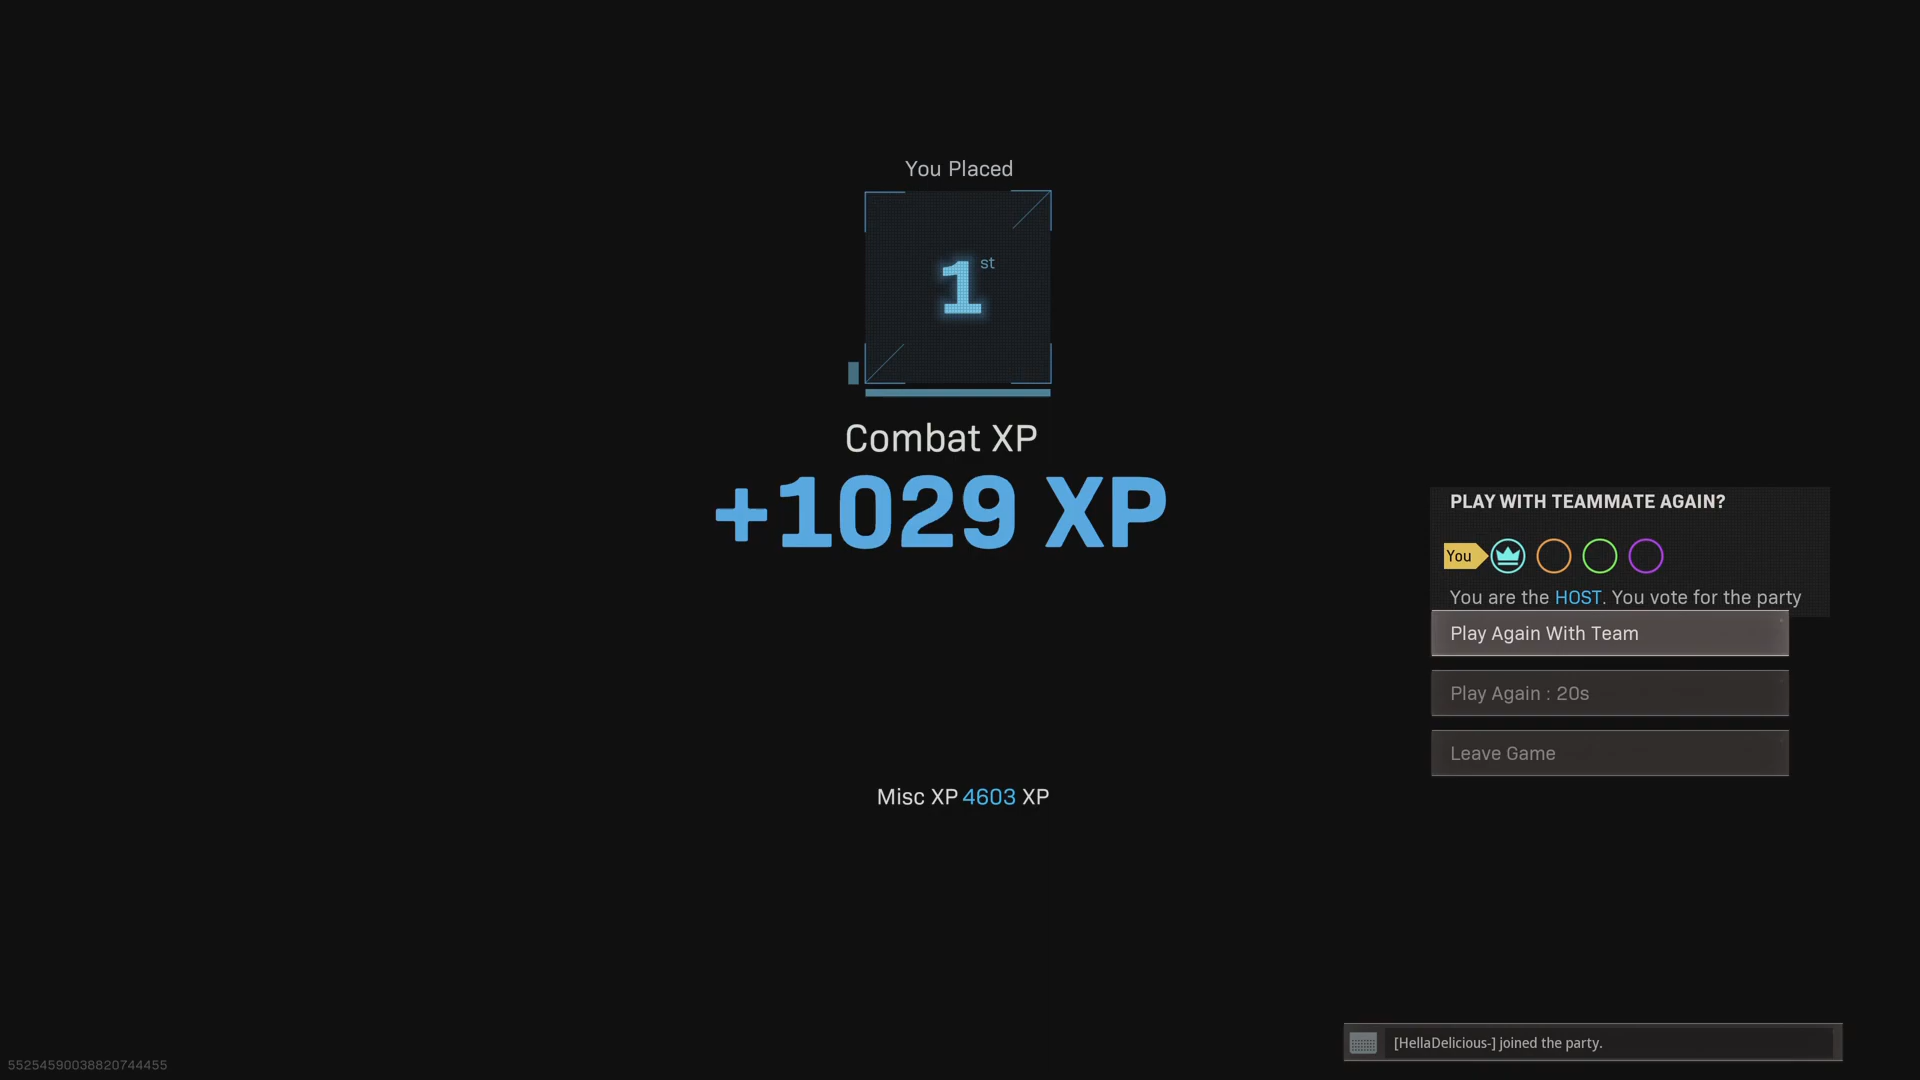 You Placed
1st
Combat XP
+1029 XP
PLAY WITH TEAMMATE AGAIN?
You
You are the HOST. You vote for the party
Play Again With Team
Play Again : 20s
Leave Game
Misc XP 4603 XP
[HellaDelicious-] joined the party.
55254590038820744455